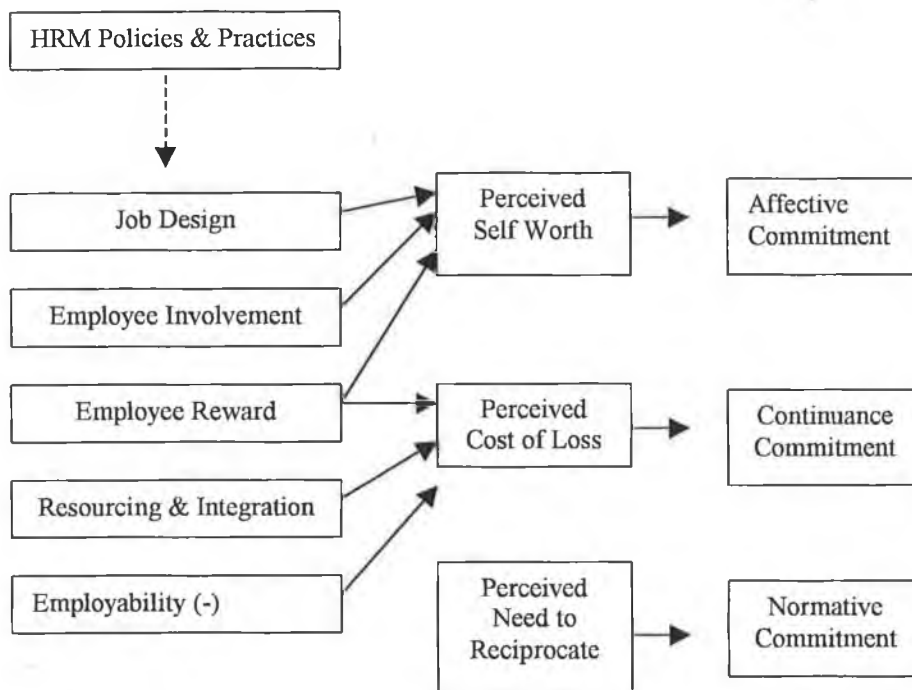 HRM Policies & Practices
Job Design
Employee Involvement
Employee Reward
Resourcing & Integration
Employability (-)
Perceived
Self Worth
Perceived
Cost of Loss
Perceived
Need to
Reciprocate
Affective
Commitment
Continuance
Commitment
Normative
Commitment